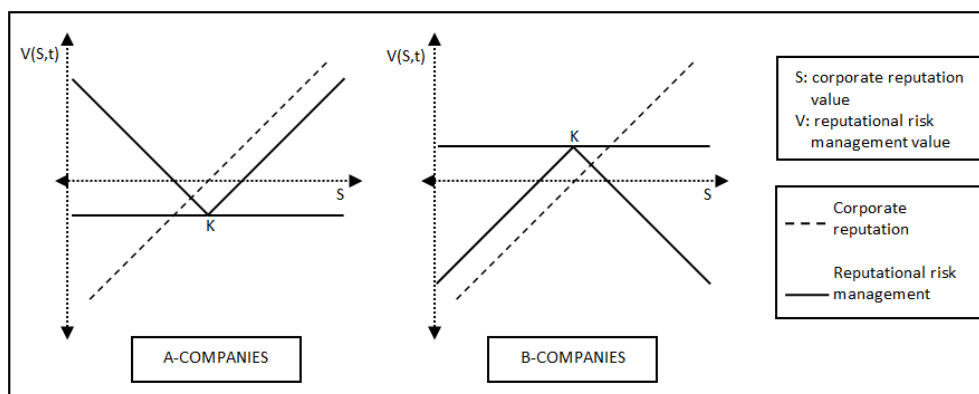 V(S,t)
S
K
A-COMPANIES
V(S,t)
K
S
B-COMPANIES
S: corporate reputation
value
V: reputational risk
management value
Corporate
reputation
Reputational risk
management